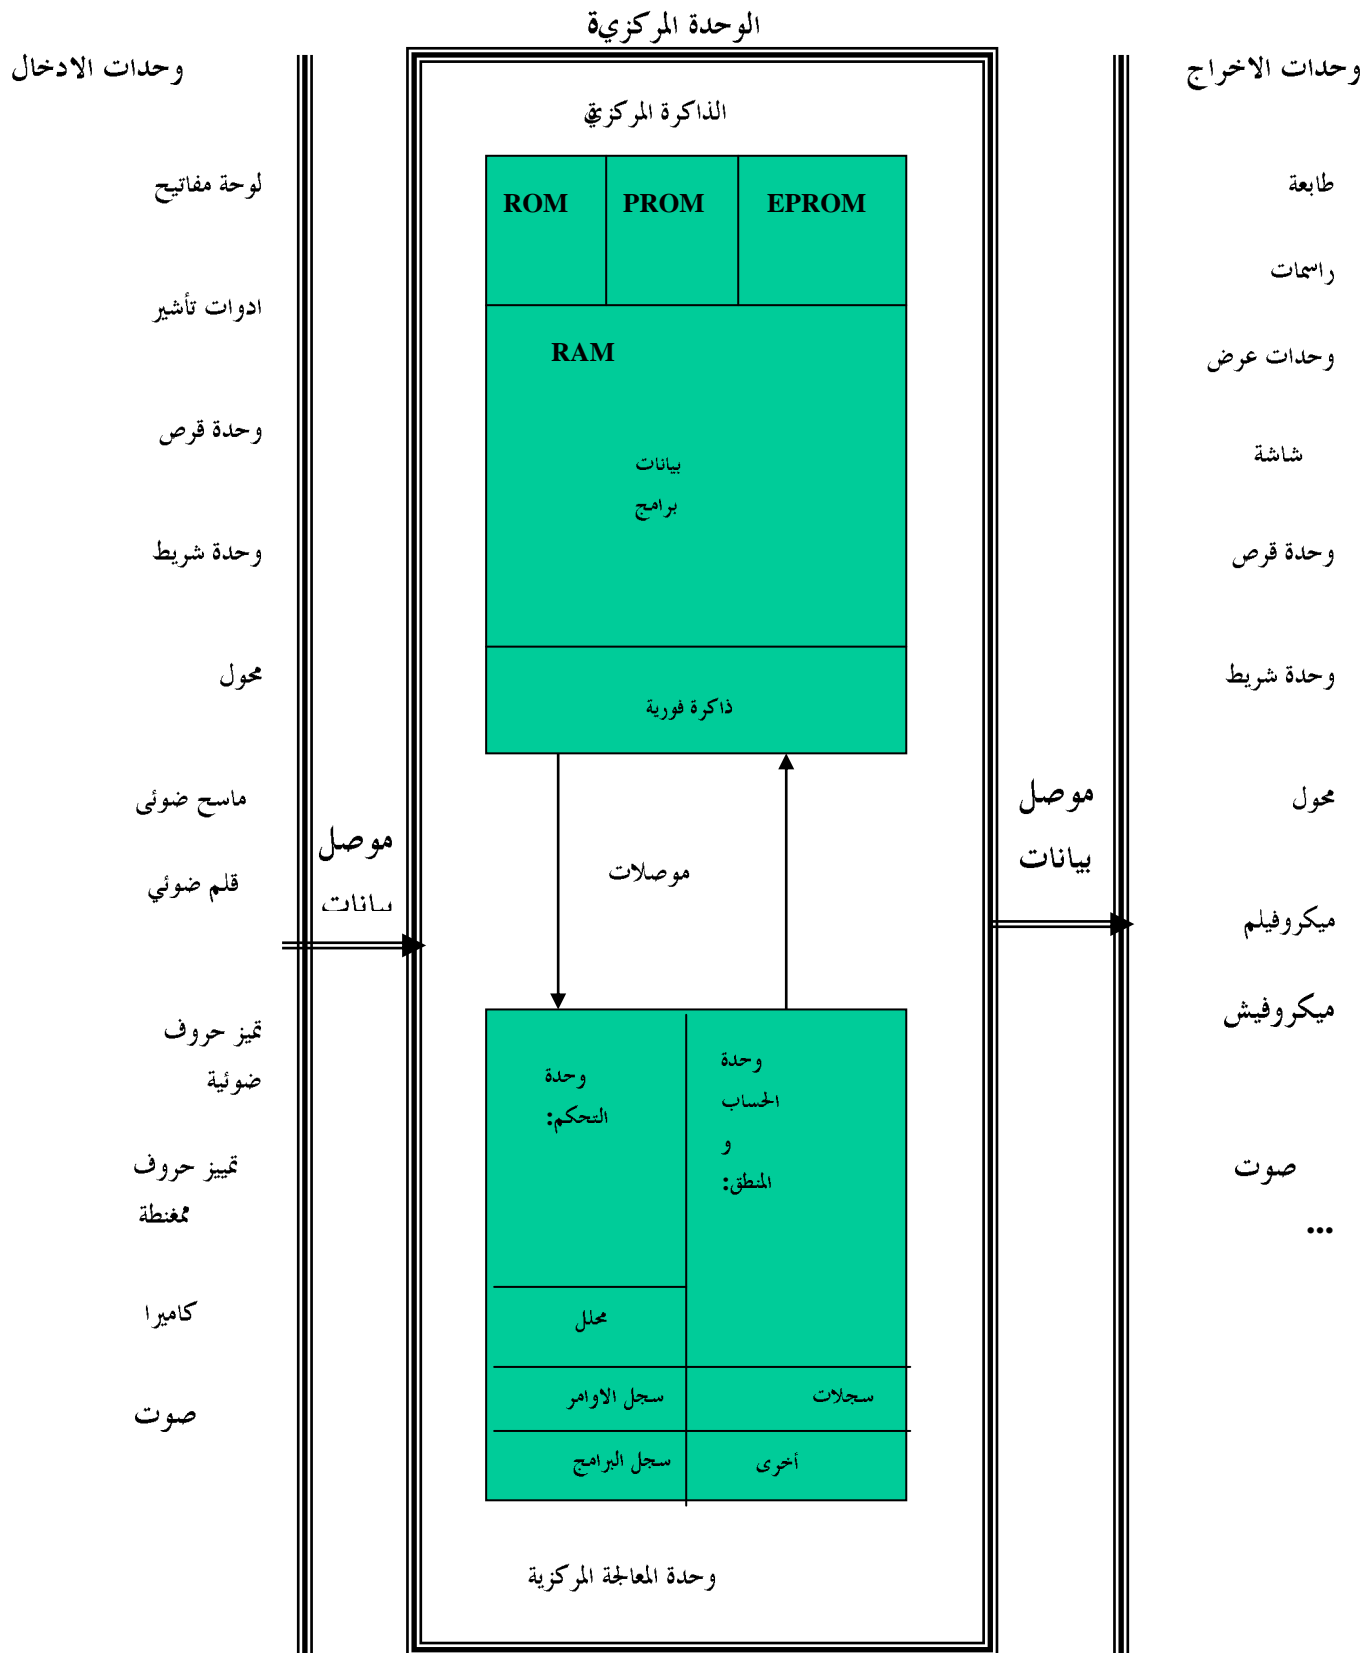 الوحدة المركزية
وحدات الاخراج
طابعة
راسمات
وحدات عرض
شاشة
وحدة قرص
وحدة شريط
محول
ميكروفيلم
ميكروفيش
صوت
...
موصل
بيانات
الذاكرة المركزية
ROM PROM EPROM
RAM
بيانات
برامج
ذاكرة فورية
موصلات
وحدة
الحساب
و
المنطق:
وحدة
التحكم:
محلل
سجل الاوامر
سجلات
سجل البرامج
أخرى
وحدة المعالجة المركزية
موصل
بيانات
وحدات الادخال
لوحة مفاتيح
ادوات تأشير
وحدة قرص
وحدة شريط
محول
ماسح ضوئى
قلم ضوئي
تميز حروف
ضوئية
تمييز حروف
ممغنطة
كاميرا
صوت